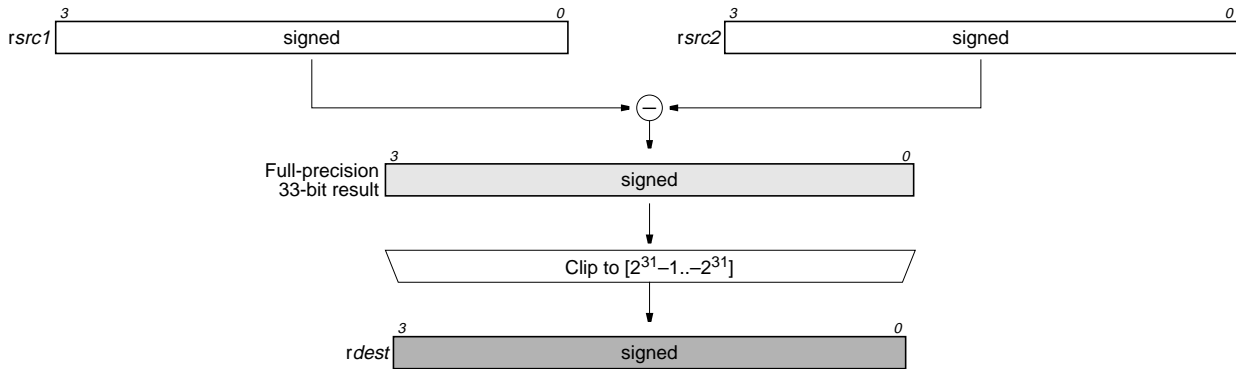 3 0 3 0
rsrc1 signed rsrc2 signed
−
3 0
Full-precision
33-bit result signed
Clip to [2³¹–1..–2³¹]
3 0
rdest signed